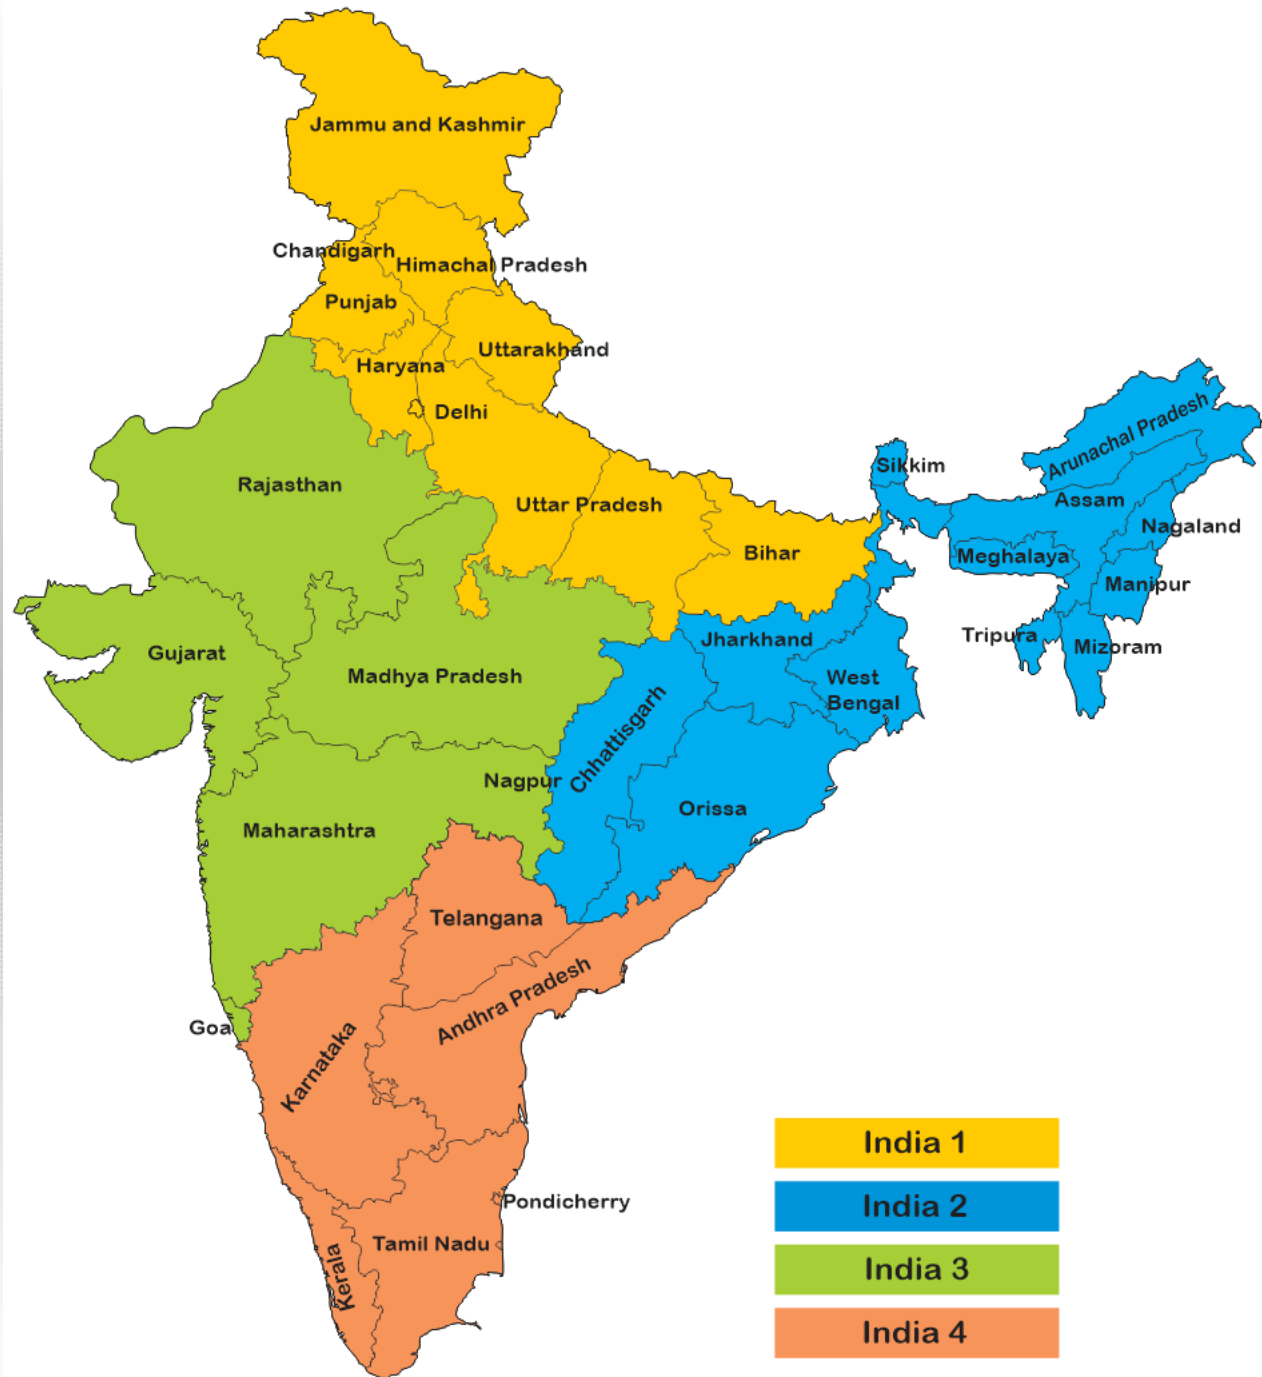 Jammu and Kashmir
Chandigarh
Himachal Pradesh
Punjab
Uttarakhand
Haryana
Delhi
Arunachal Pradesh
Sikkim
Rajasthan
Assam
Uttar Pradesh
Nagaland
Bihar
Meghalaya
Manipur
Tripura
Jharkhand
Mizoram
Gujarat
Madhya Pradesh
West
Bengal
Chhattisgarh
Nagpur
Orissa
Maharashtra
Telangana
Andhra Pradesh
Goa
Karnataka
India 1
Pondicherry
India 2
Tamil Nadu
Kerala
India 3
India 4